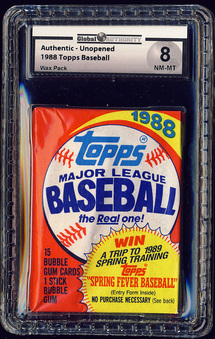 Global AUTHORITY
Authentic - Unopened
1988 Topps Baseball
Wax Pack
8
NM-MT
1988
Topps
MAJOR LEAGUE
BASEBALL
the Real one!
15
BUBBLE
GUM CARDS
1 STICK
BUBBLE
GUM
WIN
A TRIP TO 1989
SPRING TRAINING
Topps
"SPRING FEVER BASEBALL"
(Entry Form Inside)
NO PURCHASE NECESSARY (See back)